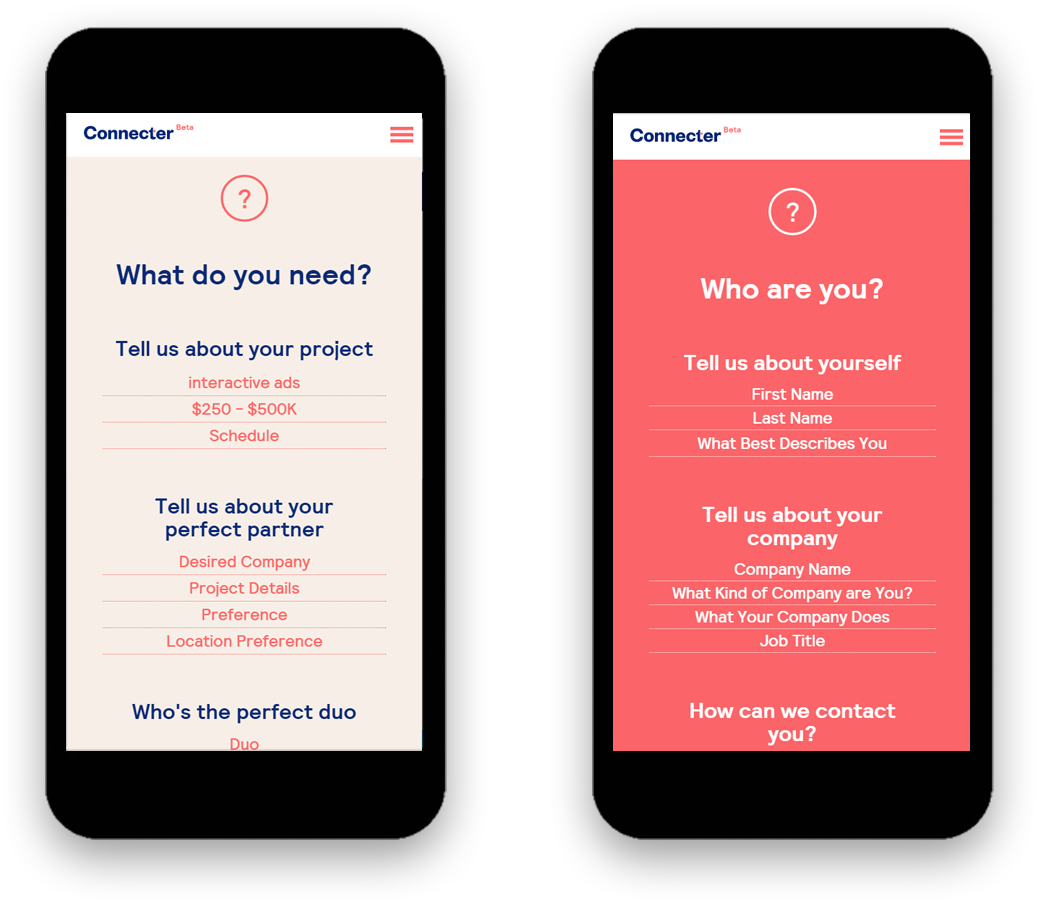 Connecter Beta
?
What do you need?
Tell us about your project
interactive ads
$250 - $500K
Schedule
Tell us about your
perfect partner
Desired Company
Project Details
Preference
Location Preference
Who's the perfect duo
Duo
Connecter Beta
?
Who are you?
Tell us about yourself
First Name
Last Name
What Best Describes You
Tell us about your
company
Company Name
What Kind of Company are You?
What Your Company Does
Job Title
How can we contact
you?